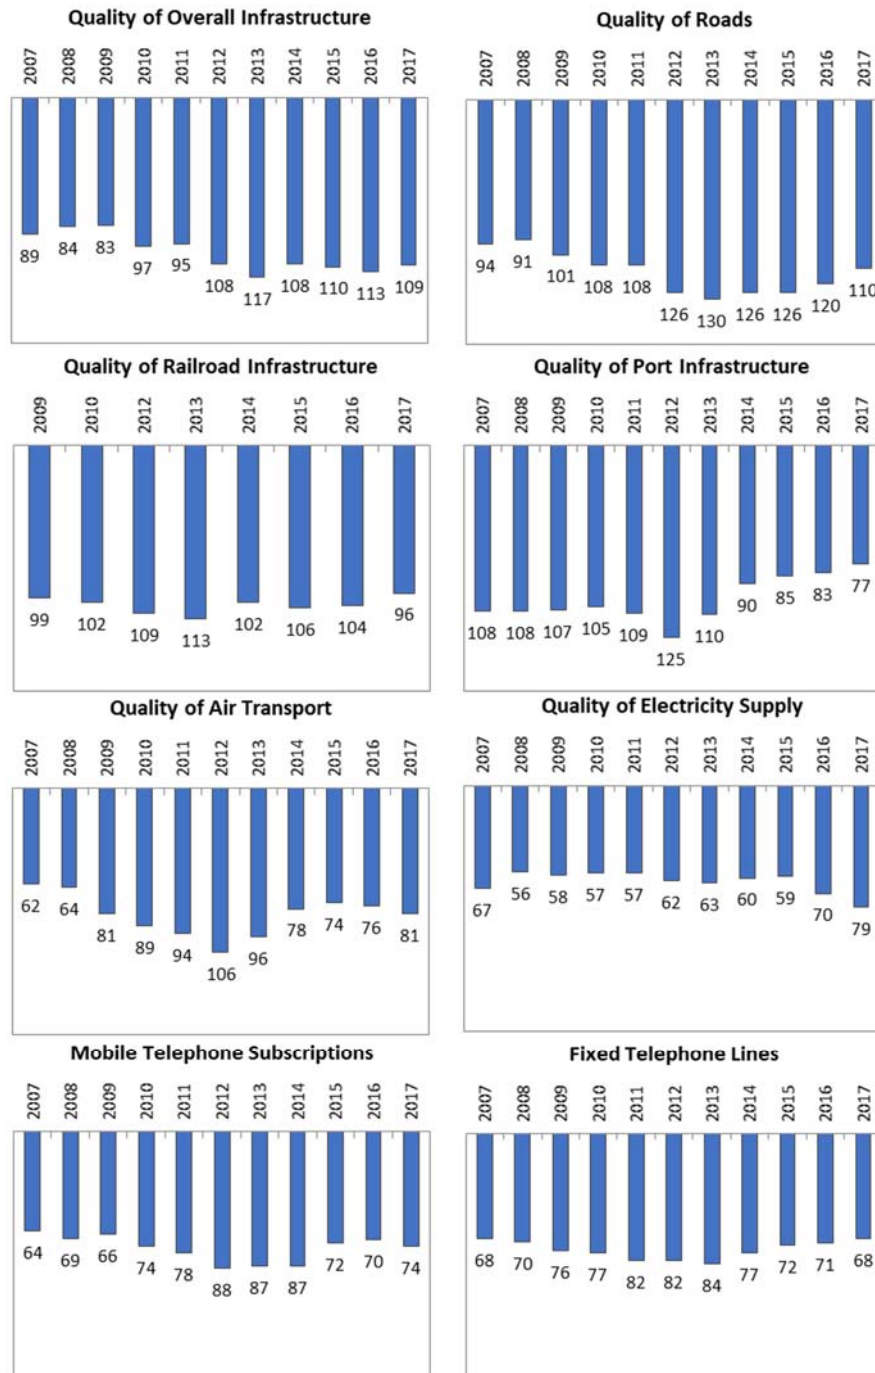 Quality of Overall Infrastructure
2007 2008 2009 2010 2011 2012 2013 2014 2015 2016 2017
89 84 83 97 95 108 117 108 110 113 109
Quality of Roads
2007 2008 2009 2010 2011 2012 2013 2014 2015 2016 2017
94 91 101 108 108 126 130 126 126 120 110
Quality of Railroad Infrastructure
2009 2010 2012 2013 2014 2015 2016 2017
99 102 109 113 102 106 104 96
Quality of Port Infrastructure
2007 2008 2009 2010 2011 2012 2013 2014 2015 2016 2017
108 108 107 105 109 125 110 90 85 83 77
Quality of Air Transport
2007 2008 2009 2010 2011 2012 2013 2014 2015 2016 2017
62 64 81 89 94 106 96 78 74 76 81
Quality of Electricity Supply
2007 2008 2009 2010 2011 2012 2013 2014 2015 2016 2017
67 56 58 57 57 62 63 60 59 70 79
Mobile Telephone Subscriptions
2007 2008 2009 2010 2011 2012 2013 2014 2015 2016 2017
64 69 66 74 78 88 87 87 72 70 74
Fixed Telephone Lines
2007 2008 2009 2010 2011 2012 2013 2014 2015 2016 2017
68 70 76 77 82 82 84 77 72 71 68